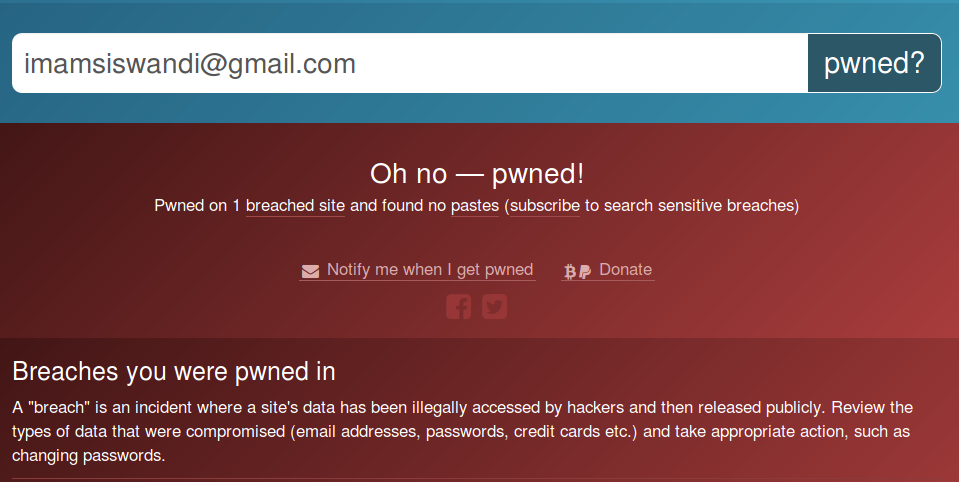 imamsiswandi@gmail.com pwned?
Oh no — pwned!
Pwned on 1 breached site and found no pastes (subscribe to search sensitive breaches)
Notify me when I get pwned Donate
Breaches you were pwned in
A "breach" is an incident where a site's data has been illegally accessed by hackers and then released publicly. Review the
types of data that were compromised (email addresses, passwords, credit cards etc.) and take appropriate action, such as
changing passwords.